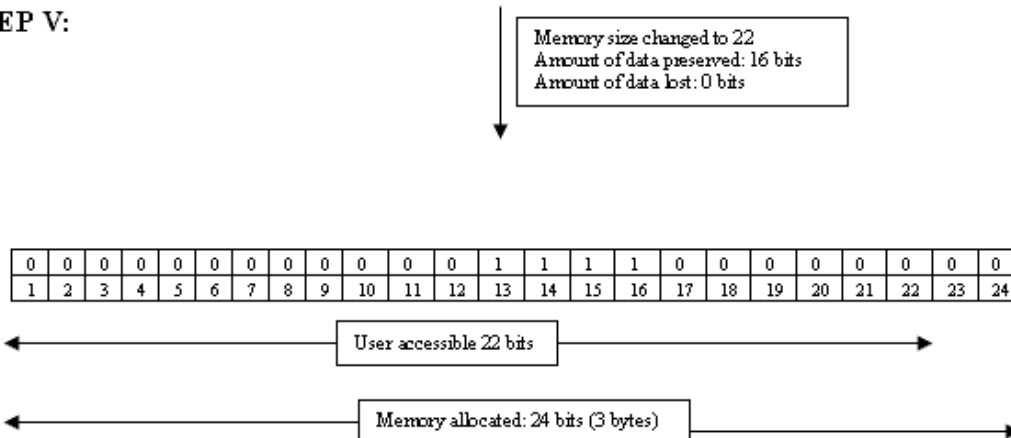 EP V:
Memory size changed to 22
Amount of data preserved: 16 bits
Amount of data lost: 0 bits
0 0 0 0 0 0 0 0 0 0 0 0 1 1 1 1 0 0 0 0 0 0 0 0
1 2 3 4 5 6 7 8 9 10 11 12 13 14 15 16 17 18 19 20 21 22 23 24
User accessible 22 bits
Memory allocated: 24 bits (3 bytes)